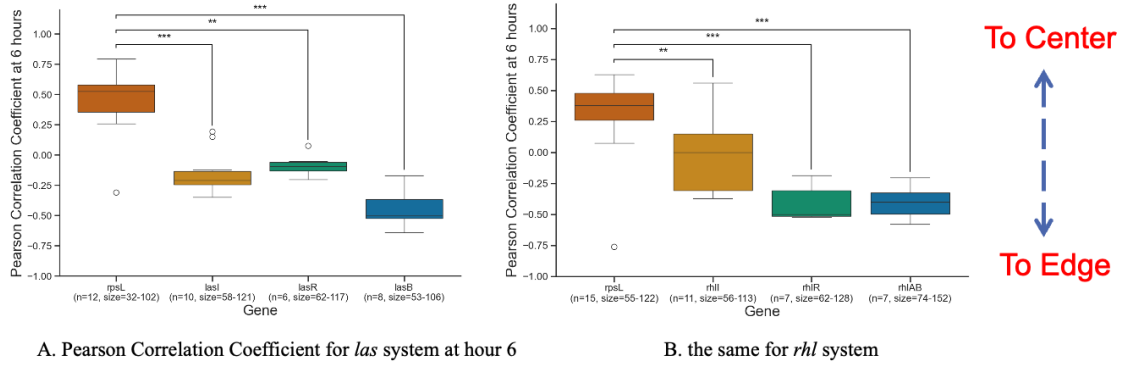 Pearson Correlation Coefficient at 6 hours
1.00
0.75
0.50
0.25
0.00
−0.25
−0.50
−0.75
−1.00
***
**
***
rpsL
(n=12, size=32-102)
lasI
(n=10, size=58-121)
lasR
(n=6, size=62-117)
lasB
(n=8, size=53-106)
Gene
A. Pearson Correlation Coefficient for las system at hour 6
Pearson Correlation Coefficient at 6 hours
1.00
0.75
0.50
0.25
0.00
−0.25
−0.50
−0.75
−1.00
***
***
**
rpsL
(n=15, size=55-122)
rhlI
(n=11, size=56-113)
rhlR
(n=7, size=62-128)
rhlAB
(n=7, size=74-152)
Gene
B. the same for rhl system
To Center
To Edge